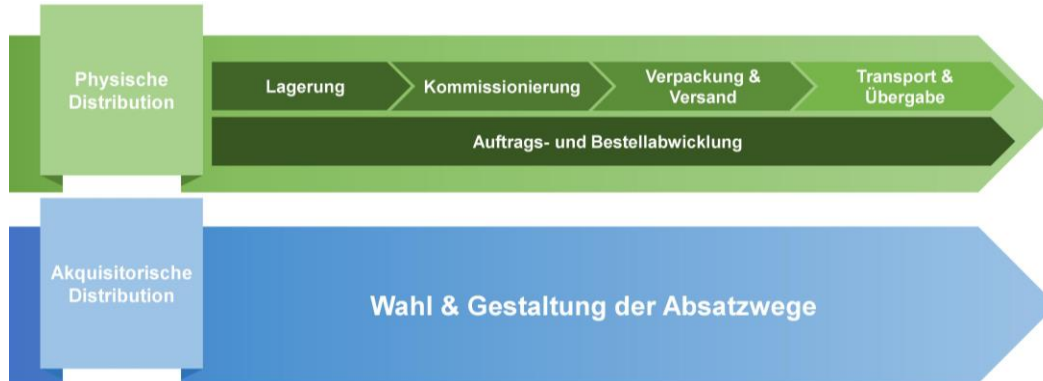 Physische
Distribution
Lagerung
Kommissionierung
Verpackung &
Versand
Transport &
Übergabe
Auftrags- und Bestellabwicklung
Akquisitorische
Distribution
Wahl & Gestaltung der Absatzwege